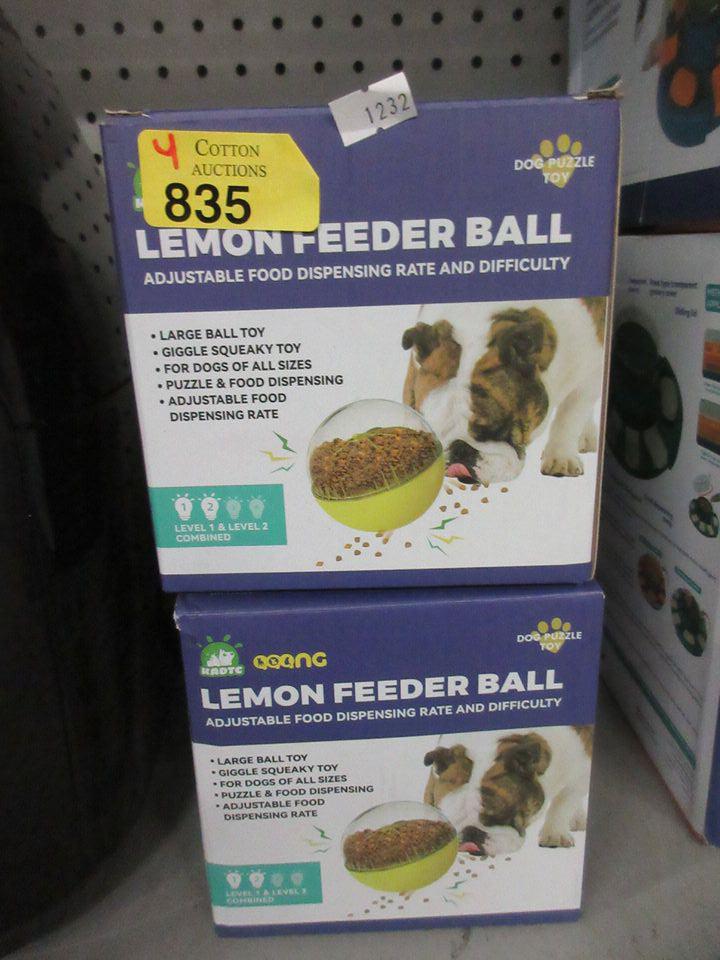 1232
4 COTTON
AUCTIONS
835
DOG PUZZLE
TOY
LEMON FEEDER BALL
ADJUSTABLE FOOD DISPENSING RATE AND DIFFICULTY
• LARGE BALL TOY
• GIGGLE SQUEAKY TOY
• FOR DOGS OF ALL SIZES
• PUZZLE & FOOD DISPENSING
• ADJUSTABLE FOOD
DISPENSING RATE
1 2
LEVEL 1 & LEVEL 2
COMBINED
KADTC
DOG PUZZLE
TOY
LEMON FEEDER BALL
ADJUSTABLE FOOD DISPENSING RATE AND DIFFICULTY
• LARGE BALL TOY
• GIGGLE SQUEAKY TOY
• FOR DOGS OF ALL SIZES
• PUZZLE & FOOD DISPENSING
• ADJUSTABLE FOOD
DISPENSING RATE
1 2
LEVEL 1 & LEVEL 2
COMBINED